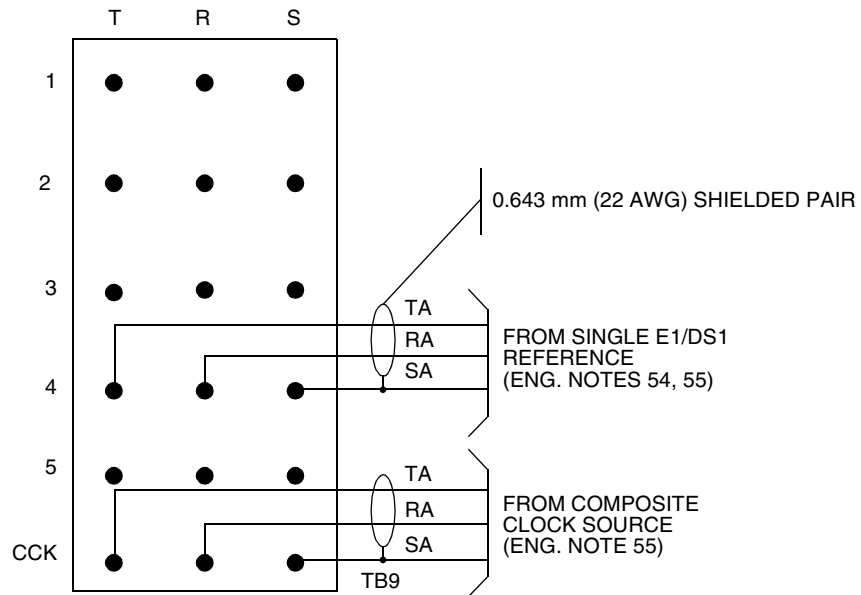 T R S
1
2
0.643 mm (22 AWG) SHIELDED PAIR
3
TA
RA
SA
FROM SINGLE E1/DS1
REFERENCE
(ENG. NOTES 54, 55)
4
5
TA
RA
SA
FROM COMPOSITE
CLOCK SOURCE
(ENG. NOTE 55)
CCK
TB9